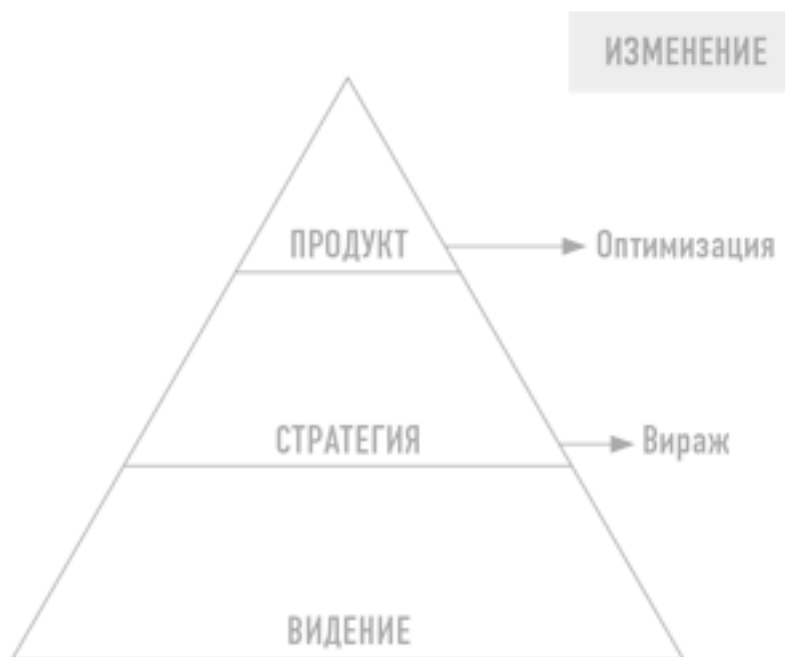 ИЗМЕНЕНИЕ
ПРОДУКТ
Оптимизация
СТРАТЕГИЯ
Вираж
ВИДЕНИЕ